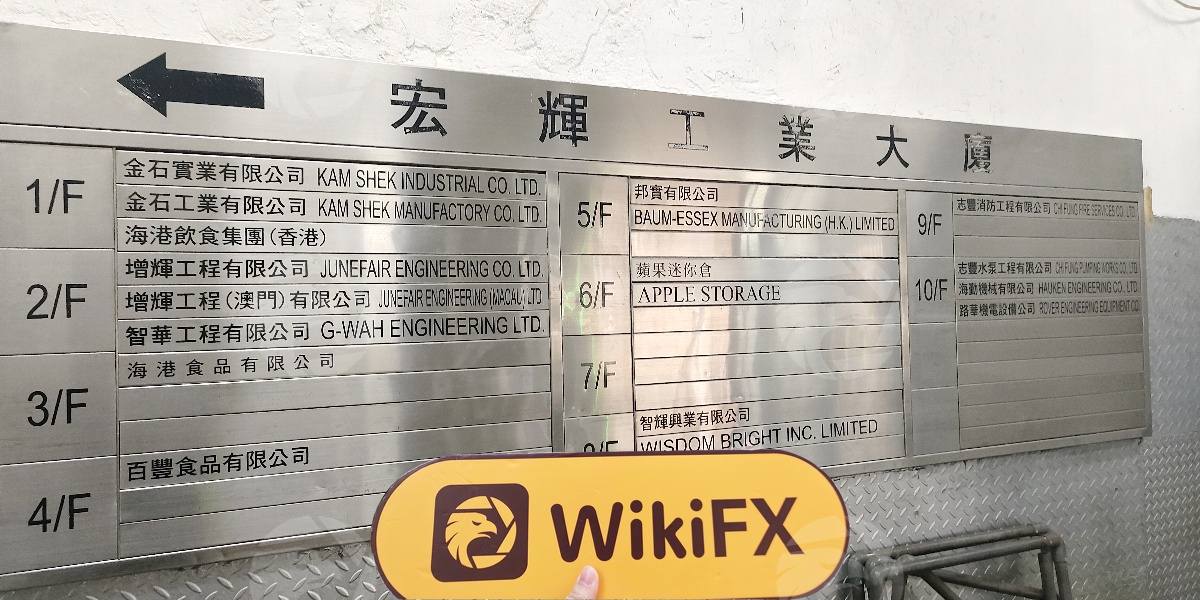 宏輝工業大廈
1/F
金石實業有限公司 KAM SHEK INDUSTRIAL CO. LTD.
金石工業有限公司 KAM SHEK MANUFACTORY CO. LTD.
海港飲食集團(香港)
2/F
增輝工程有限公司 JUNEFAIR ENGINEERING CO. LTD.
增輝工程(澳門)有限公司 JUNEFAIR ENGINEERING (MACAU) LTD
智華工程有限公司 G-WAH ENGINEERING LTD.
3/F
海港食品有限公司
4/F
百豐食品有限公司
5/F
邦實有限公司
BAUM-ESSEX MANUFACTURING (H.K.) LIMITED
6/F
蘋果迷你倉
APPLE STORAGE
7/F
智輝興業有限公司
WISDOM BRIGHT INC. LIMITED
9/F
志豐消防工程有限公司 CHI FUNG FIRE SERVICES CO. LTD.
10/F
志豐水泵工程有限公司 CHI FUNG PUMPING WORKS CO. LTD.
海勤機械有限公司 HAUKEN ENGINEERING CO. LTD.
路華機電設備公司 ROVER ENGINEERING EQUIPMENT CO.
WikiFX